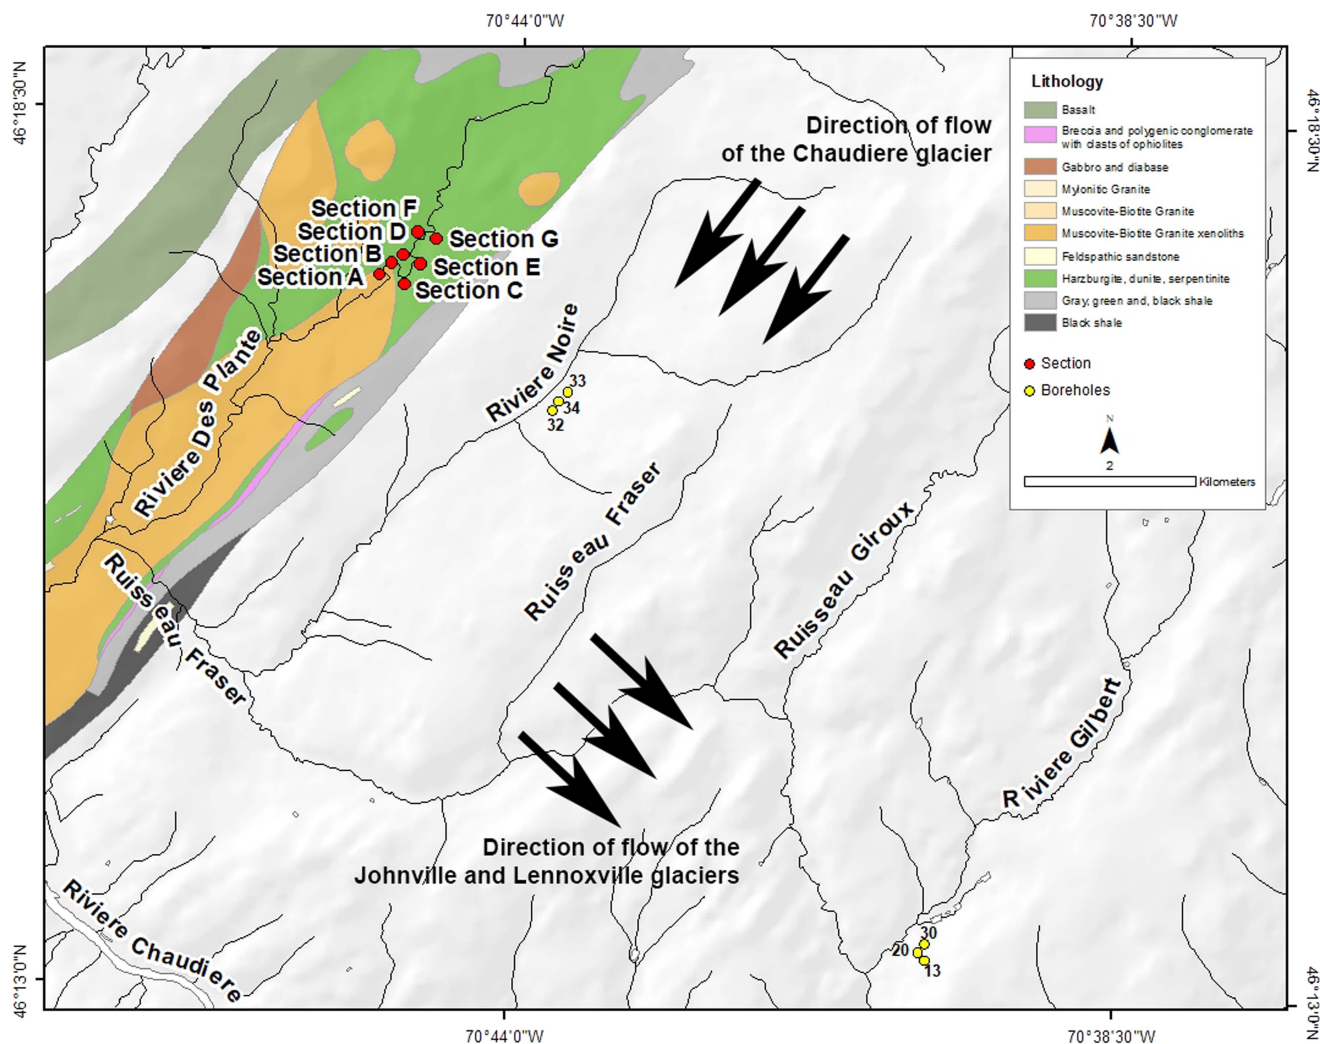 70°44'0"W
70°38'30"W
46°18'30"N
46°18'30"N
Direction of flow
of the Chaudiere glacier
Lithology
Basalt
Breccia and polygenic conglomerate
with clasts of ophiolites
Gabbro and diabase
Mylonitic Granite
Muscovite-Biotite Granite
Muscovite-Biotite Granite xenoliths
Feldspathic sandstone
Harzburgite, dunite, serpentinite
Gray, green and, black shale
Black shale
Section
Boreholes
N
2
Kilometers
Section F
Section D
Section B
Section A
Section G
Section E
Section C
Riviere Des Plante
Riviere Noire
33
34
32
Ruisseau Fraser
Ruisseau Giroux
Ruisseau Fraser
Riviere Gilbert
Direction of flow of the
Johnville and Lennoxville glaciers
Riviere Chaudiere
30
20
13
46°13'0"N
46°13'0"N
70°44'0"W
70°38'30"W